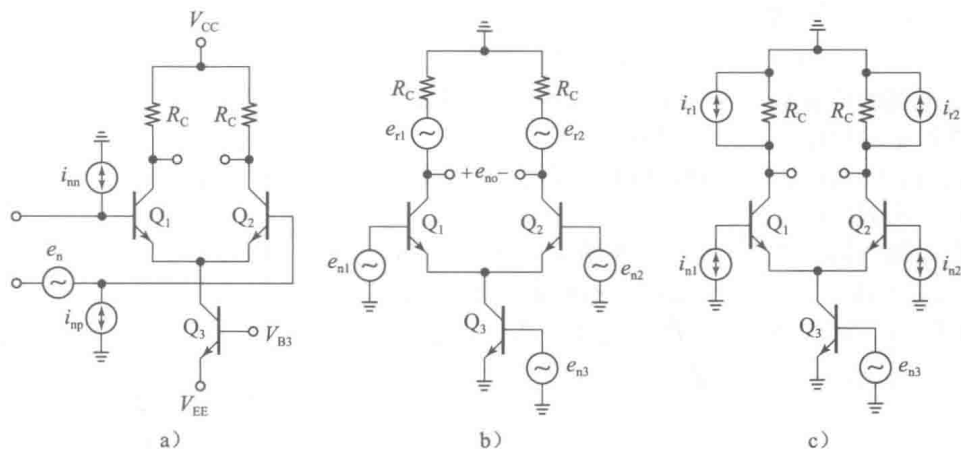 V_CC
R_C R_C
i_nn
Q_1 Q_2
e_n
i_np
Q_3 V_B3
V_EE
a)
R_C R_C
e_r1 e_r2
+ e_no −
Q_1 Q_2
e_n1 e_n2
Q_3
e_n3
b)
i_r1 R_C R_C i_r2
Q_1 Q_2
i_n1 i_n2
Q_3
e_n3
c)